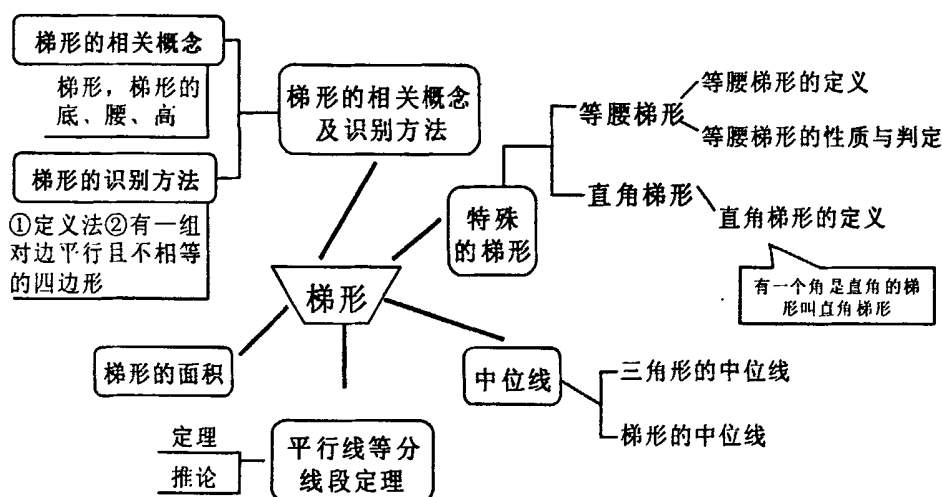 梯形的相关概念
梯形，梯形的
底、腰、高
梯形的识别方法
①定义法②有一组
对边平行且不相等
的四边形
梯形的相关概念
及识别方法
特殊
的梯形
等腰梯形
等腰梯形的定义
等腰梯形的性质与判定
直角梯形
直角梯形的定义
有一个角是直角的梯
形叫直角梯形
梯形
梯形的面积
中位线
三角形的中位线
梯形的中位线
定理
推论
平行线等分
线段定理